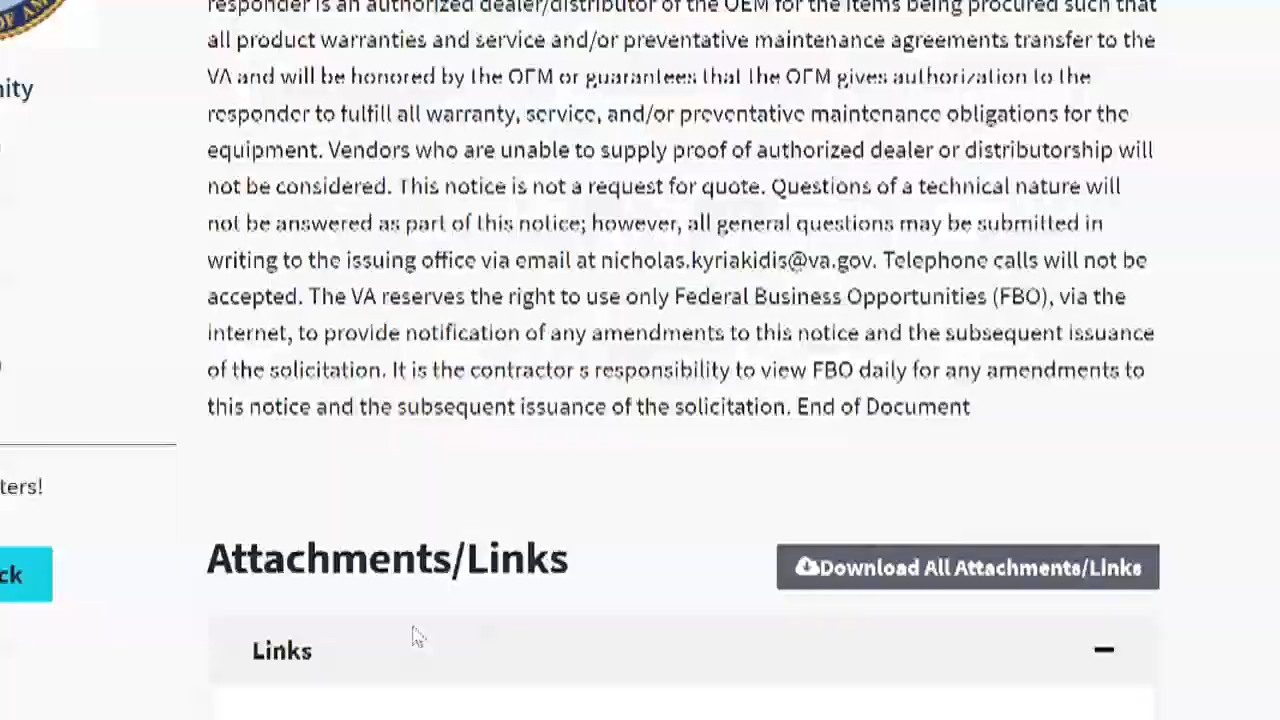 OF AM
responder is an authorized dealer/distributor of the OEM for the items being procured such that
all product warranties and service and/or preventative maintenance agreements transfer to the
VA and will be honored by the OEM or guarantees that the OEM gives authorization to the
responder to fulfill all warranty, service, and/or preventative maintenance obligations for the
equipment. Vendors who are unable to supply proof of authorized dealer or distributorship will
not be considered. This notice is not a request for quote. Questions of a technical nature will
not be answered as part of this notice; however, all general questions may be submitted in
writing to the issuing office via email at nicholas.kyriakidis@va.gov. Telephone calls will not be
accepted. The VA reserves the right to use only Federal Business Opportunities (FBO), via the
internet, to provide notification of any amendments to this notice and the subsequent issuance
of the solicitation. It is the contractor s responsibility to view FBO daily for any amendments to
this notice and the subsequent issuance of the solicitation. End of Document
nity
ters!
ck
Attachments/Links
Download All Attachments/Links
Links